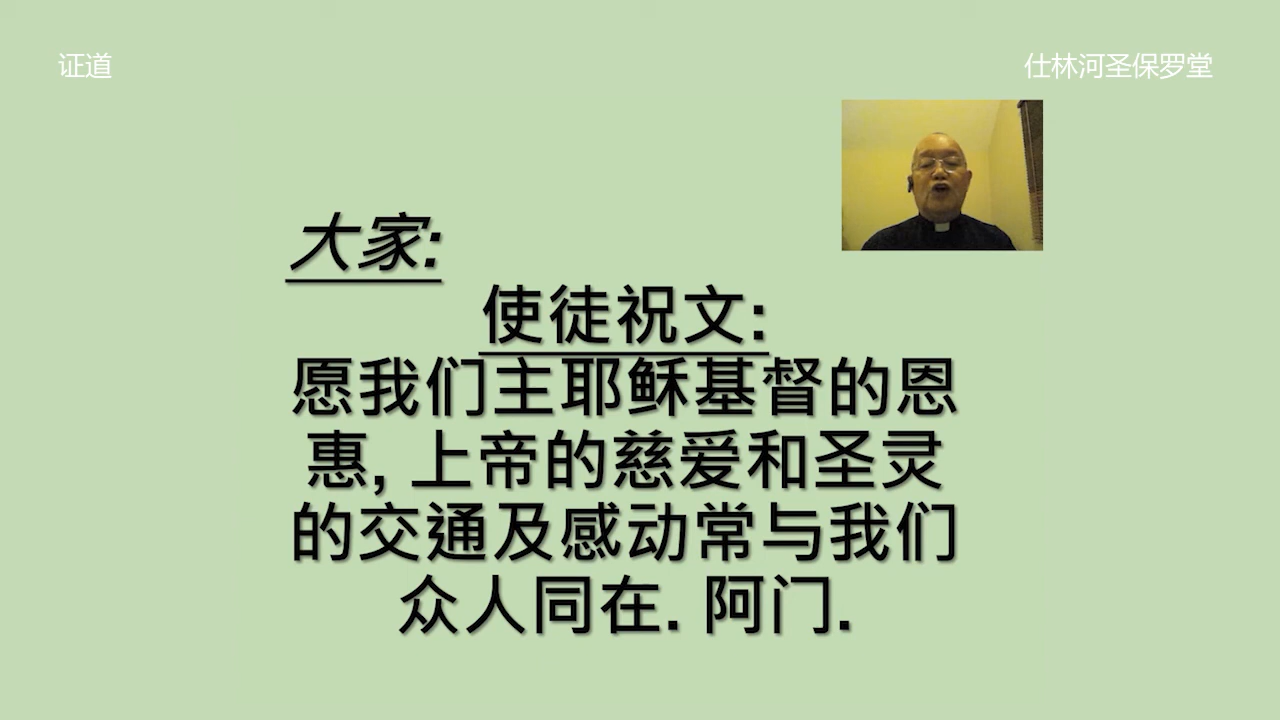 证道
仕林河圣保罗堂
大家:
使徒祝文:
愿我们主耶稣基督的恩
惠, 上帝的慈爱和圣灵
的交通及感动常与我们
众人同在. 阿门.